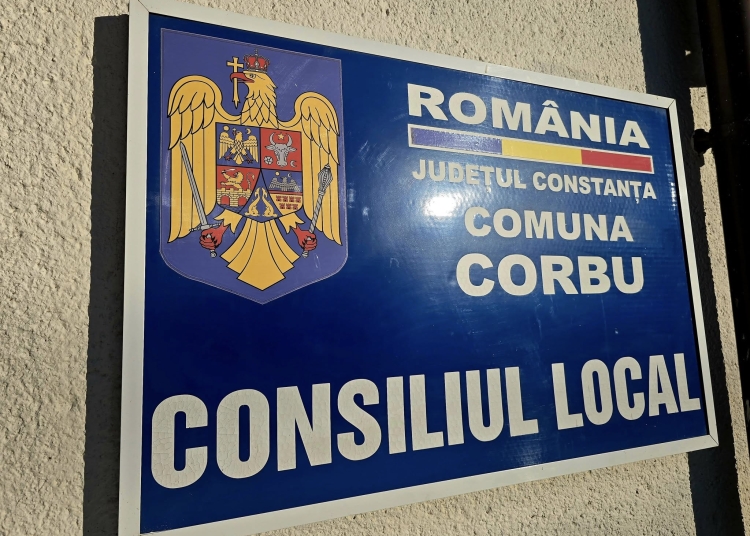 ROMÂNIA
JUDEȚUL CONSTANȚA
COMUNA
CORBU
CONSILIUL LOCAL